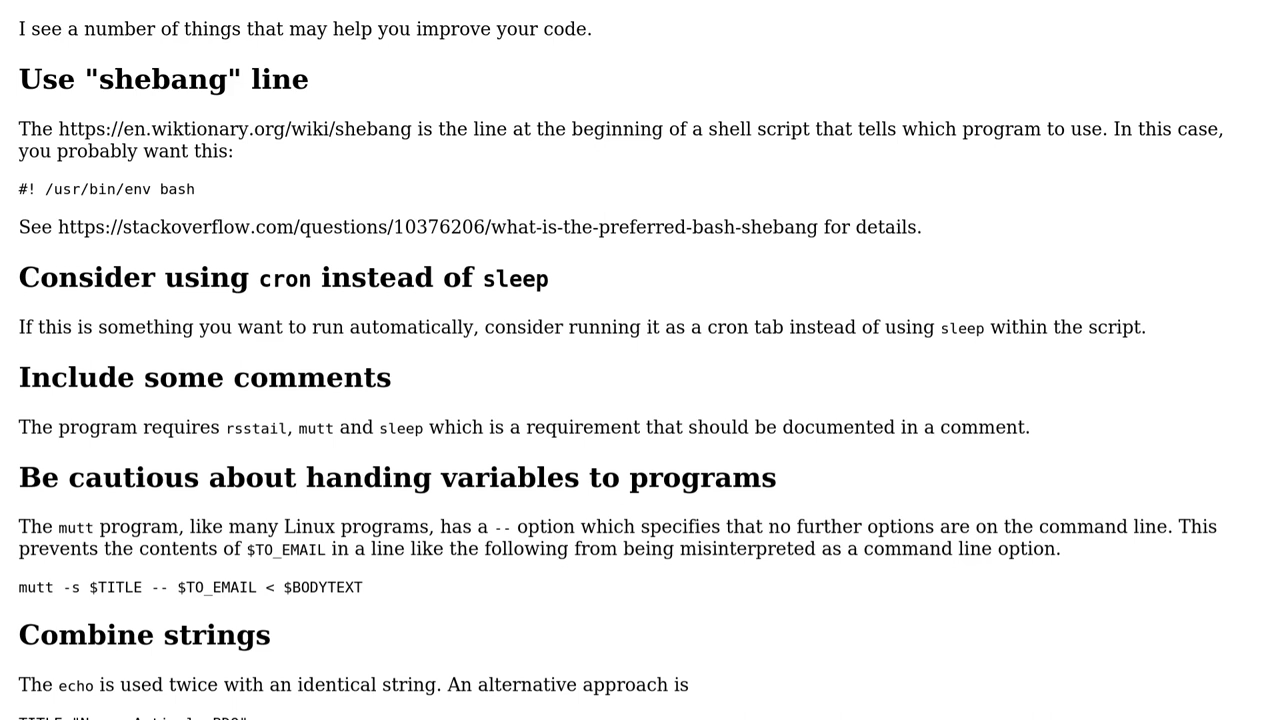 I see a number of things that may help you improve your code.
Use "shebang" line
The https://en.wiktionary.org/wiki/shebang is the line at the beginning of a shell script that tells which program to use. In this case,
you probably want this:
#! /usr/bin/env bash
See https://stackoverflow.com/questions/10376206/what-is-the-preferred-bash-shebang for details.
Consider using cron instead of sleep
If this is something you want to run automatically, consider running it as a cron tab instead of using sleep within the script.
Include some comments
The program requires rsstail, mutt and sleep which is a requirement that should be documented in a comment.
Be cautious about handing variables to programs
The mutt program, like many Linux programs, has a -- option which specifies that no further options are on the command line. This
prevents the contents of $TO_EMAIL in a line like the following from being misinterpreted as a command line option.
mutt -s $TITLE -- $TO_EMAIL < $BODYTEXT
Combine strings
The echo is used twice with an identical string. An alternative approach is